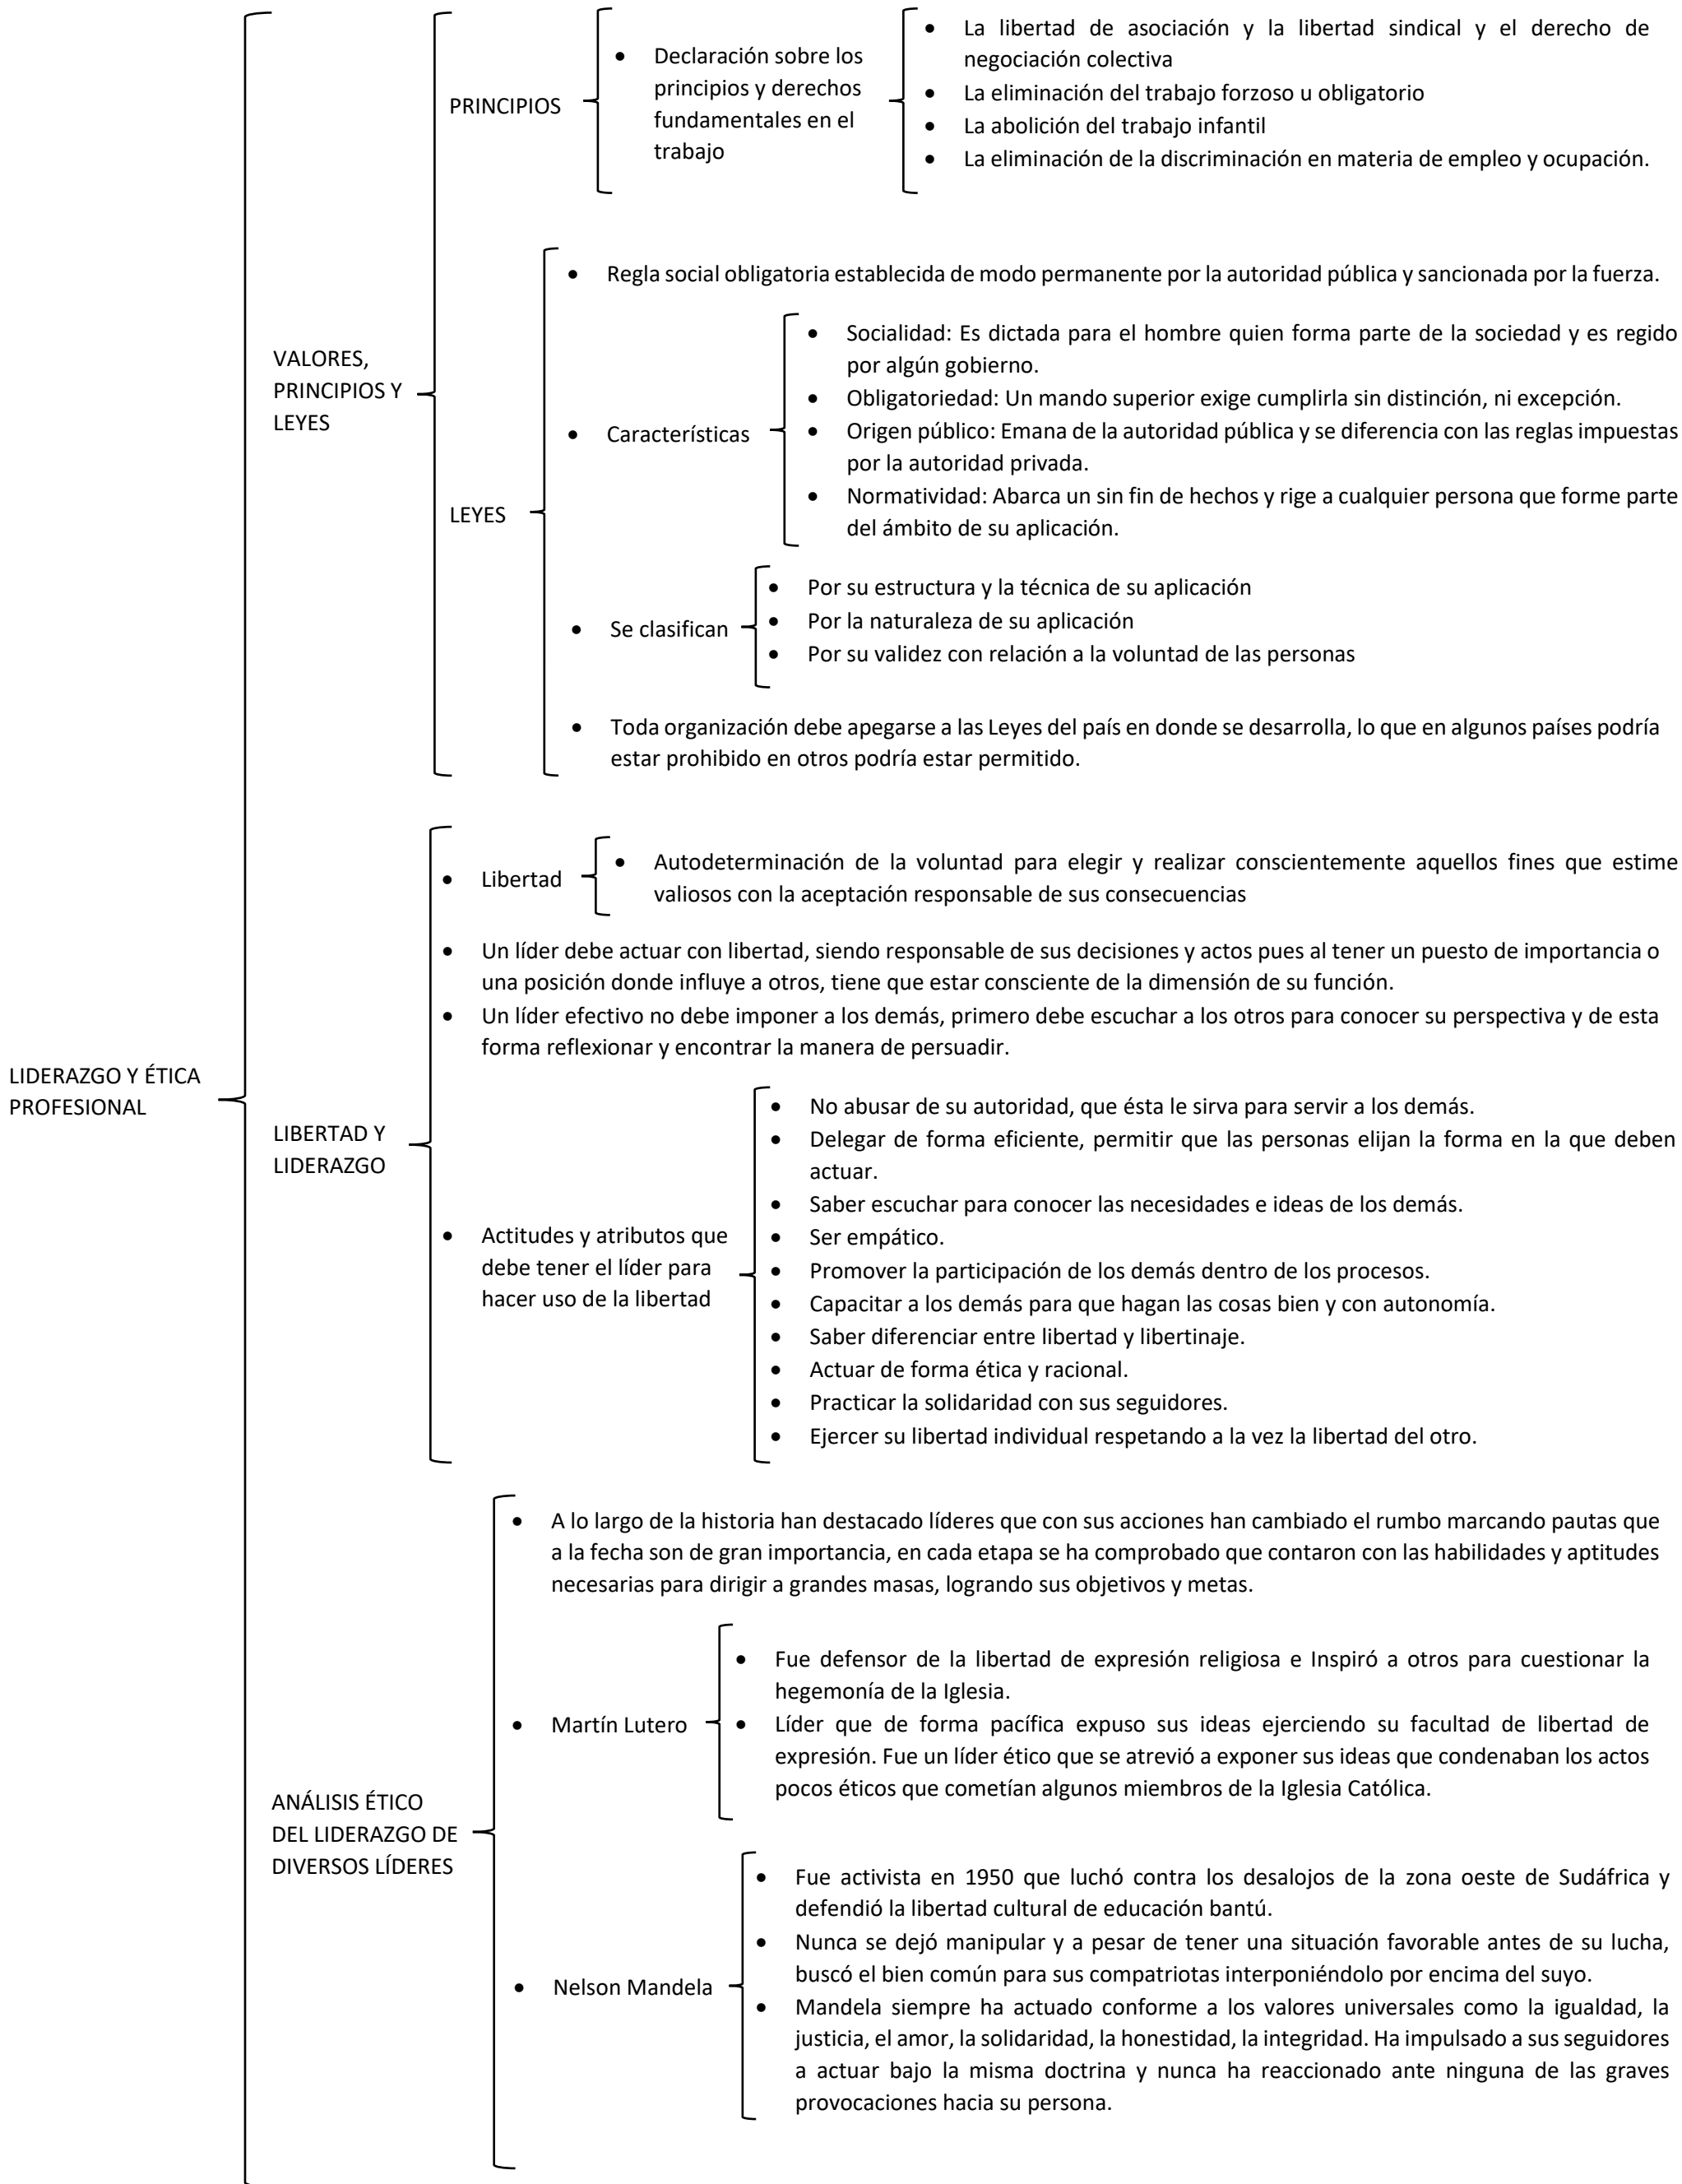 LIDERAZGO Y ÉTICA
PROFESIONAL
VALORES,
PRINCIPIOS Y
LEYES
PRINCIPIOS
• Declaración sobre los
principios y derechos
fundamentales en el
trabajo
• La libertad de asociación y la libertad sindical y el derecho de
negociación colectiva
• La eliminación del trabajo forzoso u obligatorio
• La abolición del trabajo infantil
• La eliminación de la discriminación en materia de empleo y ocupación.
LEYES
• Regla social obligatoria establecida de modo permanente por la autoridad pública y sancionada por la fuerza.
• Características
• Socialidad: Es dictada para el hombre quien forma parte de la sociedad y es regido
por algún gobierno.
• Obligatoriedad: Un mando superior exige cumplirla sin distinción, ni excepción.
• Origen público: Emana de la autoridad pública y se diferencia con las reglas impuestas
por la autoridad privada.
• Normatividad: Abarca un sin fin de hechos y rige a cualquier persona que forme parte
del ámbito de su aplicación.
• Se clasifican
• Por su estructura y la técnica de su aplicación
• Por la naturaleza de su aplicación
• Por su validez con relación a la voluntad de las personas
• Toda organización debe apegarse a las Leyes del país en donde se desarrolla, lo que en algunos países podría
estar prohibido en otros podría estar permitido.
LIBERTAD Y
LIDERAZGO
• Libertad
• Autodeterminación de la voluntad para elegir y realizar conscientemente aquellos fines que estime
valiosos con la aceptación responsable de sus consecuencias
• Un líder debe actuar con libertad, siendo responsable de sus decisiones y actos pues al tener un puesto de importancia o
una posición donde influye a otros, tiene que estar consciente de la dimensión de su función.
• Un líder efectivo no debe imponer a los demás, primero debe escuchar a los otros para conocer su perspectiva y de esta
forma reflexionar y encontrar la manera de persuadir.
• Actitudes y atributos que
debe tener el líder para
hacer uso de la libertad
• No abusar de su autoridad, que ésta le sirva para servir a los demás.
• Delegar de forma eficiente, permitir que las personas elijan la forma en la que deben
actuar.
• Saber escuchar para conocer las necesidades e ideas de los demás.
• Ser empático.
• Promover la participación de los demás dentro de los procesos.
• Capacitar a los demás para que hagan las cosas bien y con autonomía.
• Saber diferenciar entre libertad y libertinaje.
• Actuar de forma ética y racional.
• Practicar la solidaridad con sus seguidores.
• Ejercer su libertad individual respetando a la vez la libertad del otro.
ANÁLISIS ÉTICO
DEL LIDERAZGO DE
DIVERSOS LÍDERES
• A lo largo de la historia han destacado líderes que con sus acciones han cambiado el rumbo marcando pautas que
a la fecha son de gran importancia, en cada etapa se ha comprobado que contaron con las habilidades y aptitudes
necesarias para dirigir a grandes masas, logrando sus objetivos y metas.
• Martín Lutero
• Fue defensor de la libertad de expresión religiosa e Inspiró a otros para cuestionar la
hegemonía de la Iglesia.
• Líder que de forma pacífica expuso sus ideas ejerciendo su facultad de libertad de
expresión. Fue un líder ético que se atrevió a exponer sus ideas que condenaban los actos
pocos éticos que cometían algunos miembros de la Iglesia Católica.
• Nelson Mandela
• Fue activista en 1950 que luchó contra los desalojos de la zona oeste de Sudáfrica y
defendió la libertad cultural de educación bantú.
• Nunca se dejó manipular y a pesar de tener una situación favorable antes de su lucha,
buscó el bien común para sus compatriotas interponiéndolo por encima del suyo.
• Mandela siempre ha actuado conforme a los valores universales como la igualdad, la
justicia, el amor, la solidaridad, la honestidad, la integridad. Ha impulsado a sus seguidores
a actuar bajo la misma doctrina y nunca ha reaccionado ante ninguna de las graves
provocaciones hacia su persona.